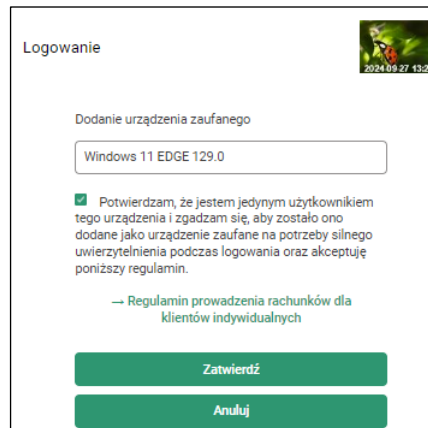 Logowanie
2024-09-27 13:2
Dodanie urządzenia zaufanego
Windows 11 EDGE 129.0
Potwierdzam, że jestem jedynym użytkownikiem
tego urządzenia i zgadzam się, aby zostało ono
dodane jako urządzenie zaufane na potrzeby silnego
uwierzytelnienia podczas logowania oraz akceptuję
poniższy regulamin.
→ Regulamin prowadzenia rachunków dla
klientów indywidualnych
Zatwierdź
Anuluj